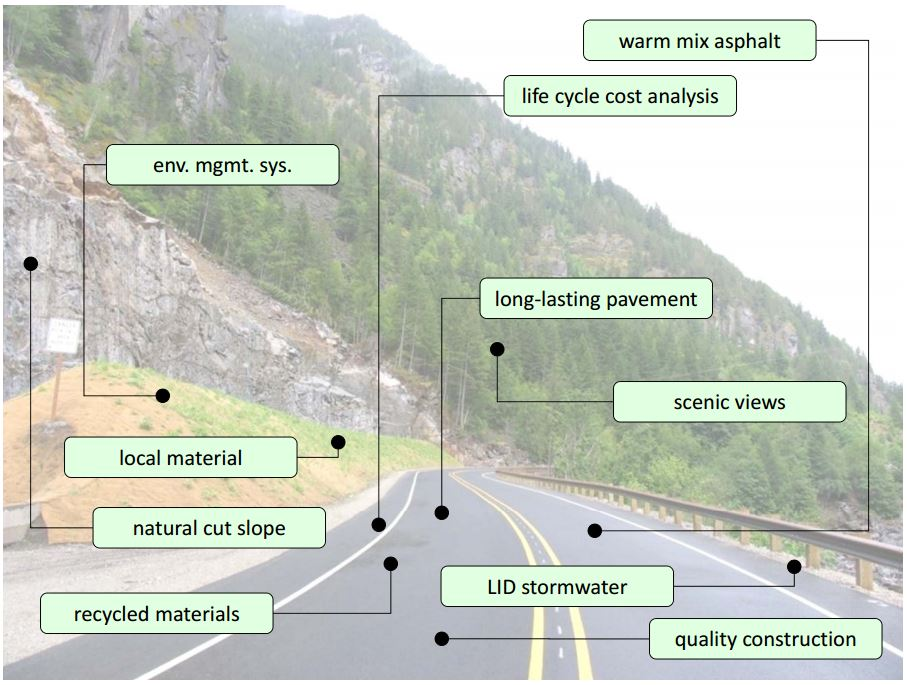 warm mix asphalt
life cycle cost analysis
env. mgmt. sys.
long-lasting pavement
scenic views
local material
natural cut slope
LID stormwater
recycled materials
quality construction